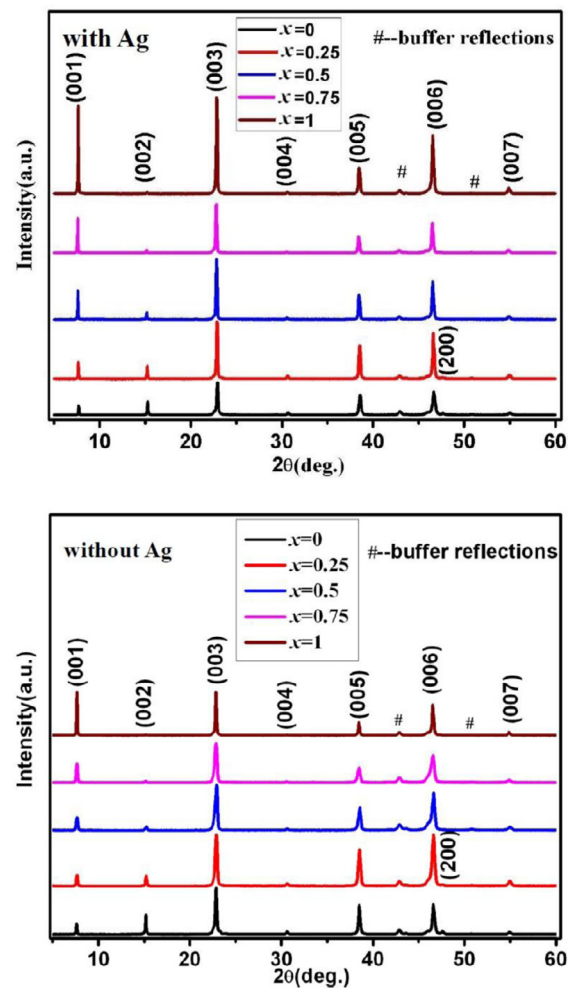 with Ag
x=0
x=0.25
x=0.5
x=0.75
x=1
#--buffer reflections
(001)
(002)
(003)
(004)
(005)
#
(006)
#
(007)
(200)
Intensity(a.u.)
10 20 30 40 50 60
2θ(deg.)
without Ag
x=0
x=0.25
x=0.5
x=0.75
x=1
#--buffer reflections
(001)
(002)
(003)
(004)
(005)
#
(006)
#
(007)
(200)
Intensity(a.u.)
10 20 30 40 50 60
2θ(deg.)